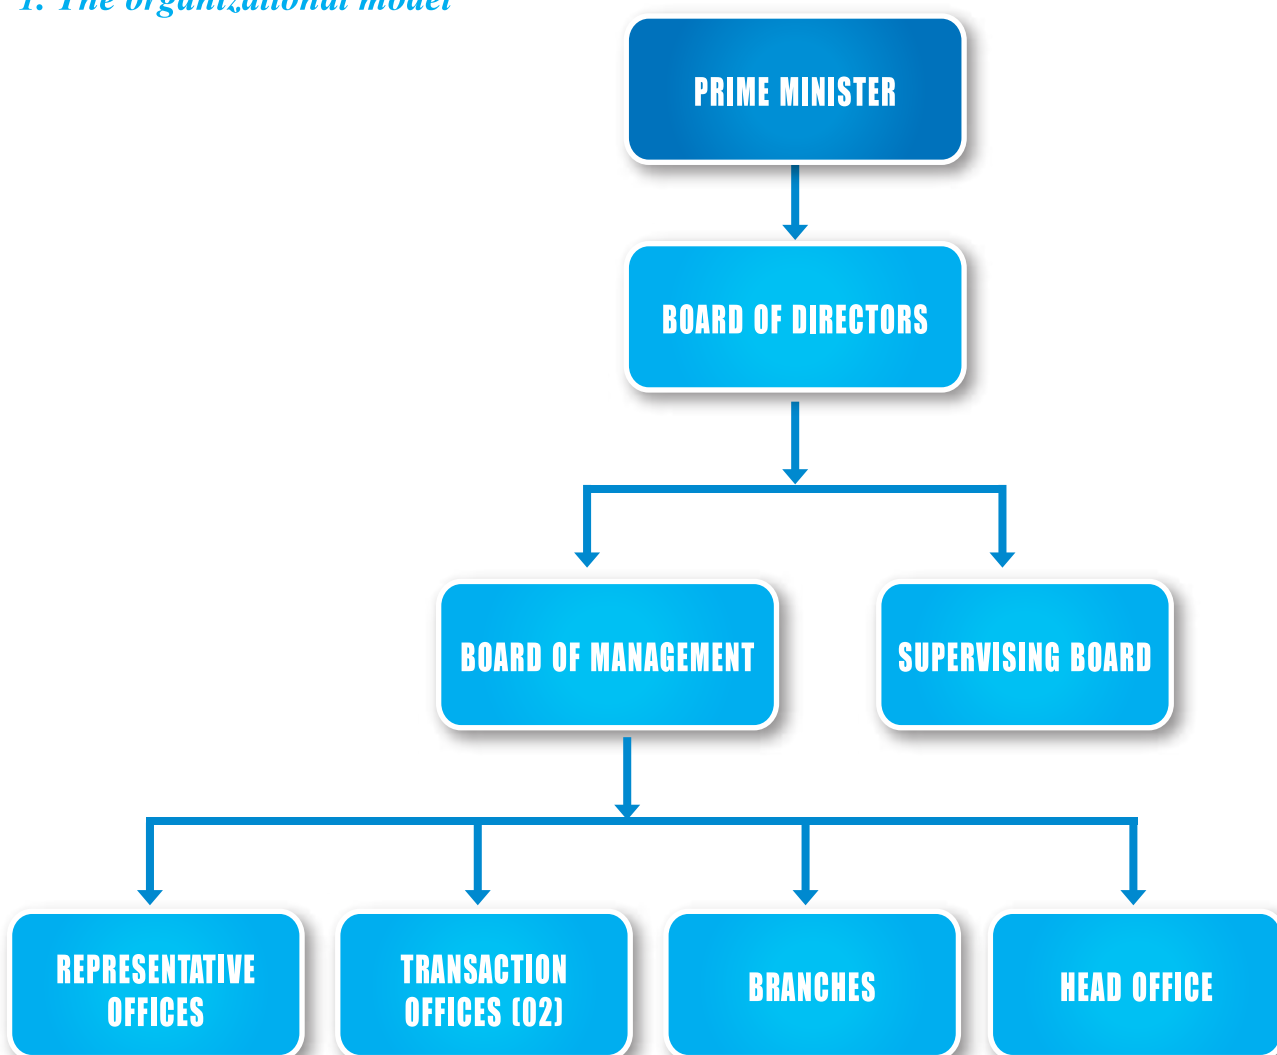 1. The organizational model
PRIME MINISTER
BOARD OF DIRECTORS
BOARD OF MANAGEMENT
SUPERVISING BOARD
REPRESENTATIVE
OFFICES
TRANSACTION
OFFICES (02)
BRANCHES
HEAD OFFICE